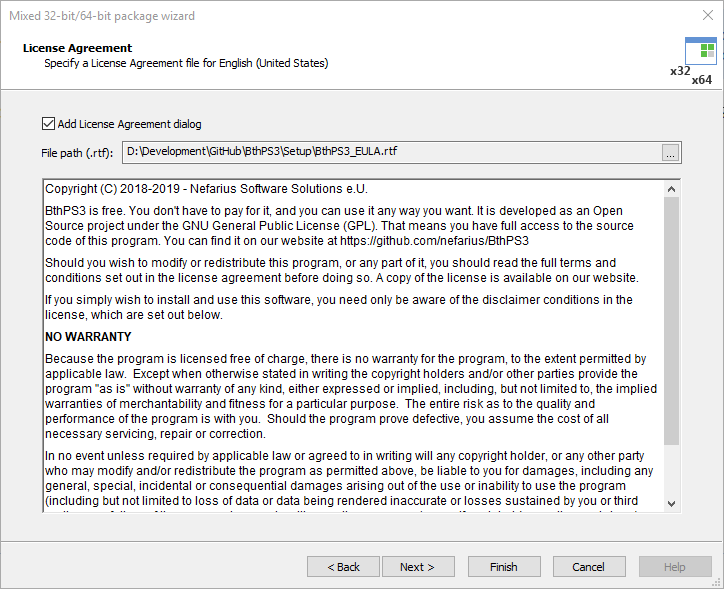 Mixed 32-bit/64-bit package wizard
License Agreement
Specify a License Agreement file for English (United States)
x32
x64
Add License Agreement dialog
File path (.rtf): D:\Development\GitHub\BthPS3\Setup\BthPS3_EULA.rtf ...
Copyright (C) 2018-2019 - Nefarius Software Solutions e.U.
BthPS3 is free. You don't have to pay for it, and you can use it any way you want. It is developed as an Open
Source project under the GNU General Public License (GPL). That means you have full access to the source
code of this program. You can find it on our website at https://github.com/nefarius/BthPS3
Should you wish to modify or redistribute this program, or any part of it, you should read the full terms and
conditions set out in the license agreement before doing so. A copy of the license is available on our website.
If you simply wish to install and use this software, you need only be aware of the disclaimer conditions in the
license, which are set out below.
NO WARRANTY
Because the program is licensed free of charge, there is no warranty for the program, to the extent permitted by
applicable law.  Except when otherwise stated in writing the copyright holders and/or other parties provide the
program "as is" without warranty of any kind, either expressed or implied, including, but not limited to, the implied
warranties of merchantability and fitness for a particular purpose.  The entire risk as to the quality and
performance of the program is with you.  Should the program prove defective, you assume the cost of all
necessary servicing, repair or correction.
In no event unless required by applicable law or agreed to in writing will any copyright holder, or any other party
who may modify and/or redistribute the program as permitted above, be liable to you for damages, including any
general, special, incidental or consequential damages arising out of the use or inability to use the program
(including but not limited to loss of data or data being rendered inaccurate or losses sustained by you or third
< Back
Next >
Finish
Cancel
Help